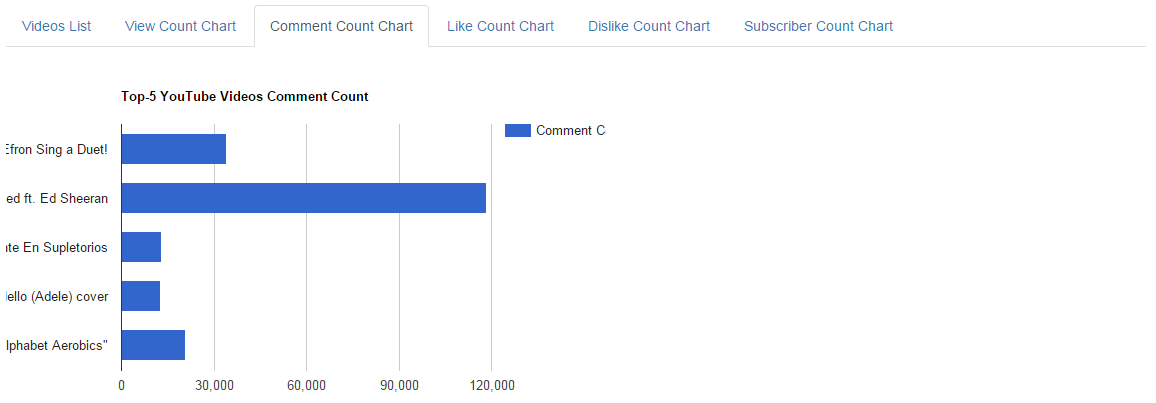 Videos List View Count Chart Comment Count Chart Like Count Chart Dislike Count Chart Subscriber Count Chart
Top-5 YouTube Videos Comment Count
Comment C
Efron Sing a Duet!
ed ft. Ed Sheeran
te En Supletorios
ello (Adele) cover
lphabet Aerobics"
0 30,000 60,000 90,000 120,000